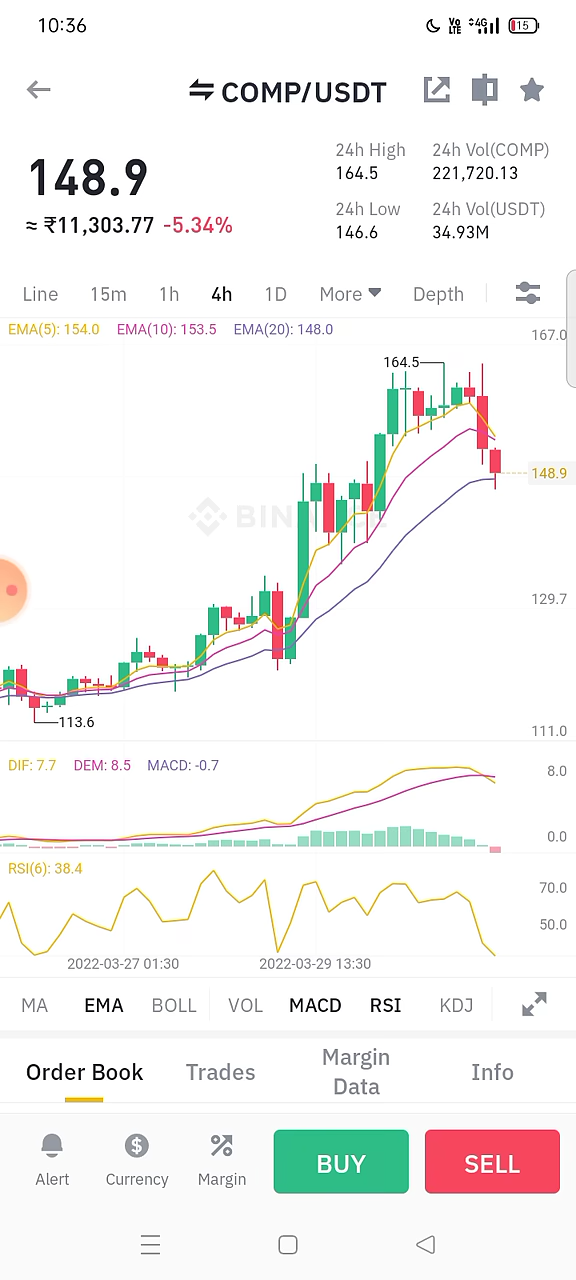 10:36
Vo LTE 4G 15
COMP/USDT
148.9
≈ ₹11,303.77 -5.34%
24h High
164.5
24h Vol(COMP)
221,720.13
24h Low
146.6
24h Vol(USDT)
34.93M
Line 15m 1h 4h 1D More Depth
EMA(5): 154.0 EMA(10): 153.5 EMA(20): 148.0
167.0
164.5
148.9
BINANCE
129.7
113.6
111.0
DIF: 7.7 DEM: 8.5 MACD: -0.7
8.0
0.0
RSI(6): 38.4
70.0
50.0
2022-03-27 01:30 2022-03-29 13:30
MA EMA BOLL VOL MACD RSI KDJ
Order Book Trades Margin Data Info
Alert Currency Margin BUY SELL